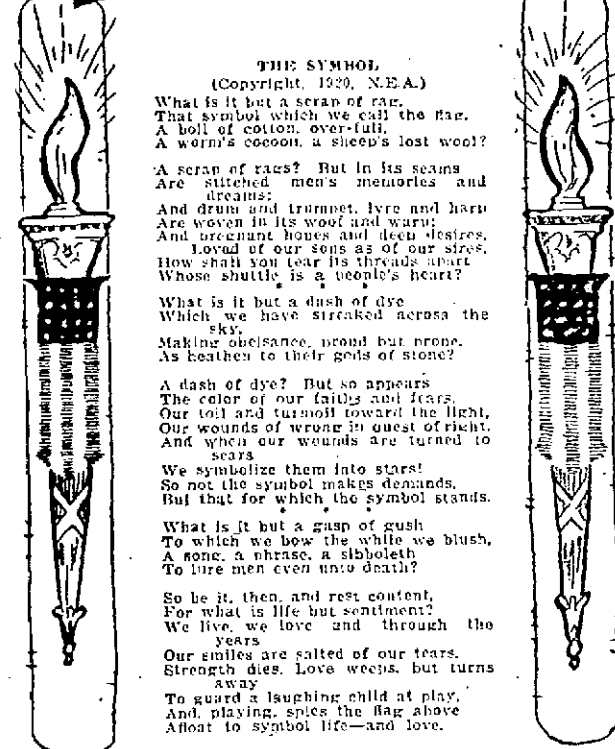 THE SYMBOL
(Copyright, 1920, N.E.A.)
What is it but a scrap of rag,
That symbol which we call the flag,
A boll of cotton, over-full,
A worm's cocoon, a sheep's lost wool?
A scrap of rags? But in its seams
Are stitched men's memories and
dreams;
And drum and trumpet, lyre and harp
Are woven in its woof and warp;
And pregnant hopes and deep desires,
Loved of our sons as of our sires,
How shall you tear its threads apart
Whose shuttle is a people's heart?
* * *
What is it but a dash of dye
Which we have streaked across the
sky,
Making obeisance, proud but prone,
As heathen to their gods of stone?
A dash of dye? But so appears
The color of our faiths and fears,
Our toil and turmoil toward the light,
Our wounds of wrong in quest of right,
And when our wounds are turned to
scars
We symbolize them into stars!
So not the symbol makes demands,
But that for which the symbol stands.
* * *
What is it but a gasp of gush
To which we bow the while we blush,
A song, a phrase, a sibboleth
To lure men even unto death?
So be it, then, and rest content,
For what is life but sentiment?
We live, we love and through the
years
Our smiles are salted of our tears.
Strength dies, Love weeps, but turns
away
To guard a laughing child at play,
And, playing, spies the flag above
Afloat to symbol life—and love.